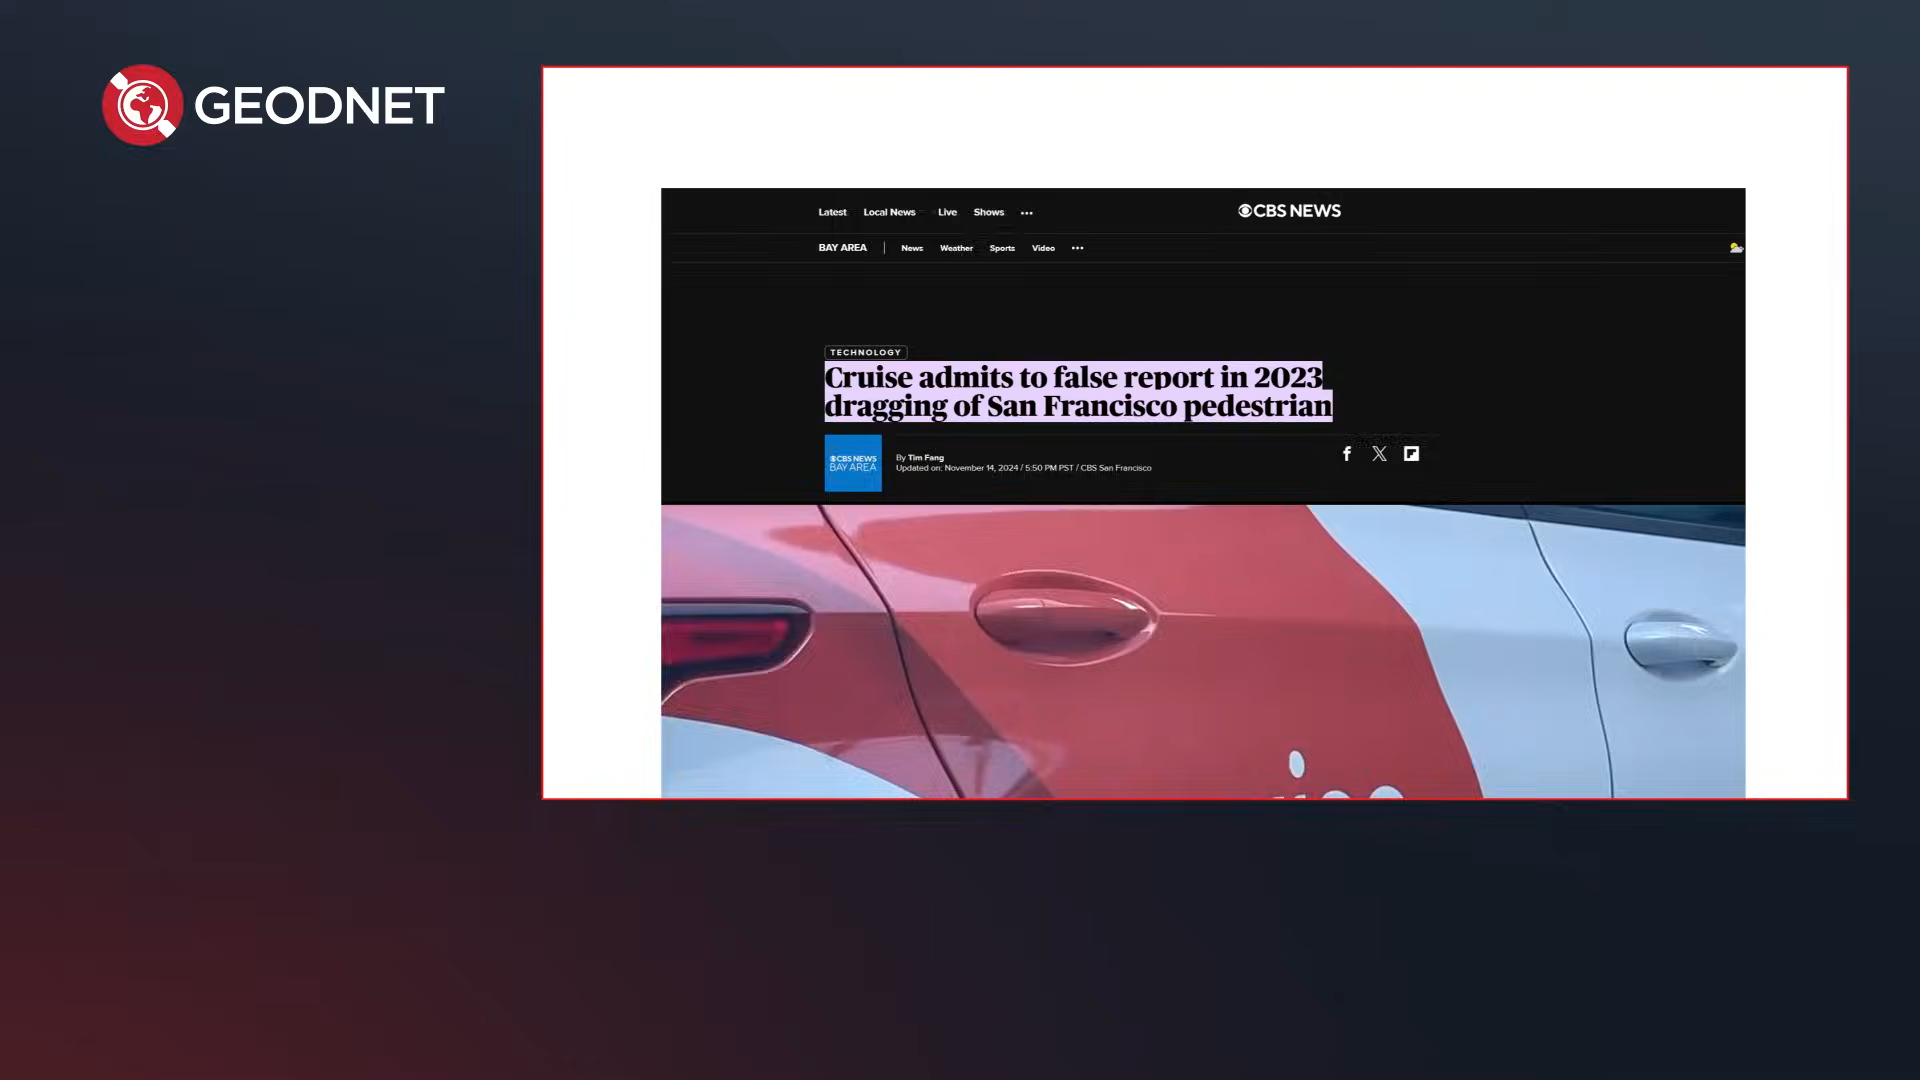 GEODNET
Latest Local News Live Shows
CBS NEWS
BAY AREA | News Weather Sports Video
TECHNOLOGY
Cruise admits to false report in 2023
dragging of San Francisco pedestrian
CBS NEWS
BAY AREA
By Tim Fang
Updated on: November 14, 2024 / 5:50 PM PST / CBS San Francisco